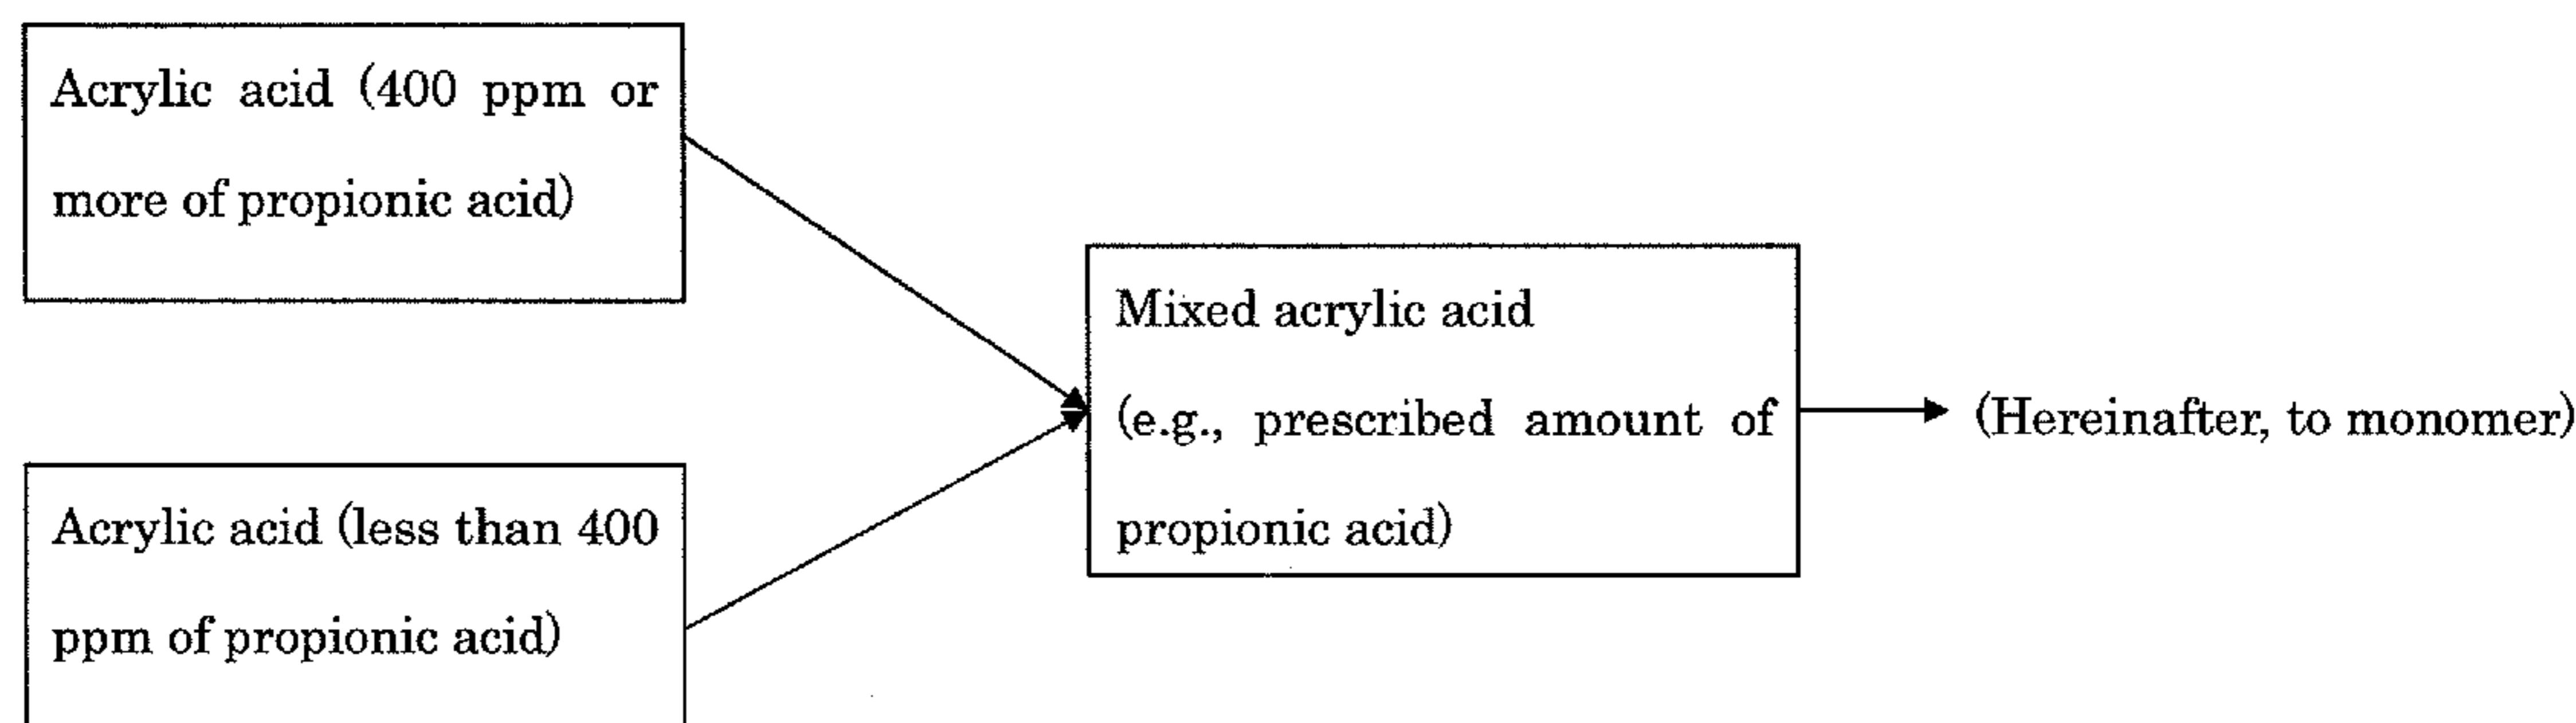 Acrylic acid (400 ppm or
more of propionic acid)
Mixed acrylic acid
(e.g., prescribed amount of
propionic acid)
(Hereinafter, to monomer)
Acrylic acid (less than 400
ppm of propionic acid)